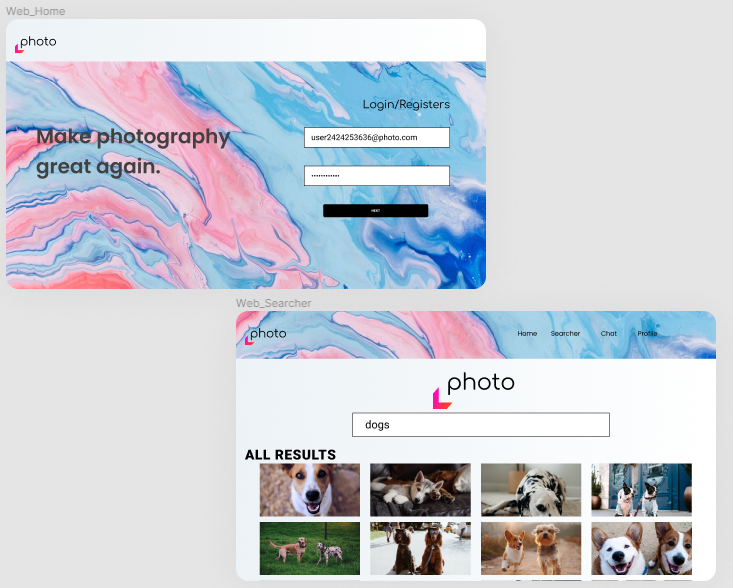 Web_Home
photo
Login/Registers
Make photography
great again.
user2424253636@photo.com
NEXT
Web_Searcher
photo
Home Searcher Chat Profile
photo
dogs
ALL RESULTS